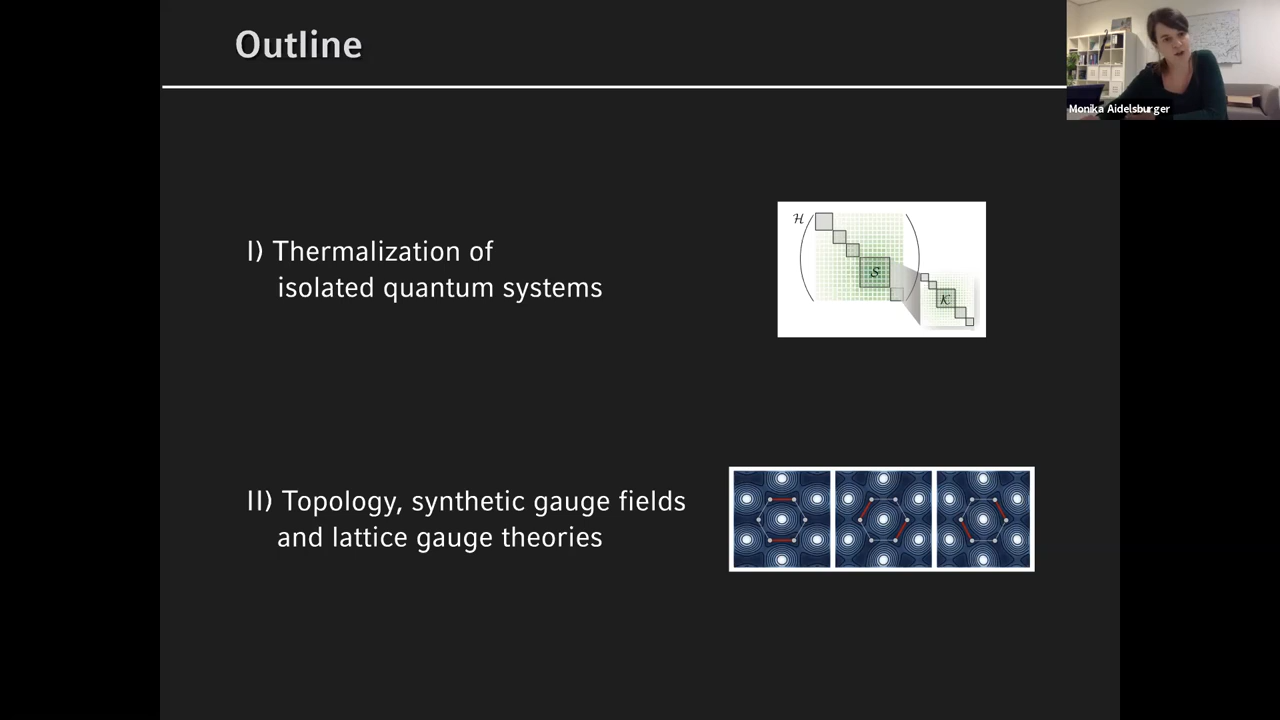 Outline
Monika Aidelsburger
I) Thermalization of
isolated quantum systems
ℋ
𝒮
𝒦
II) Topology, synthetic gauge fields
and lattice gauge theories